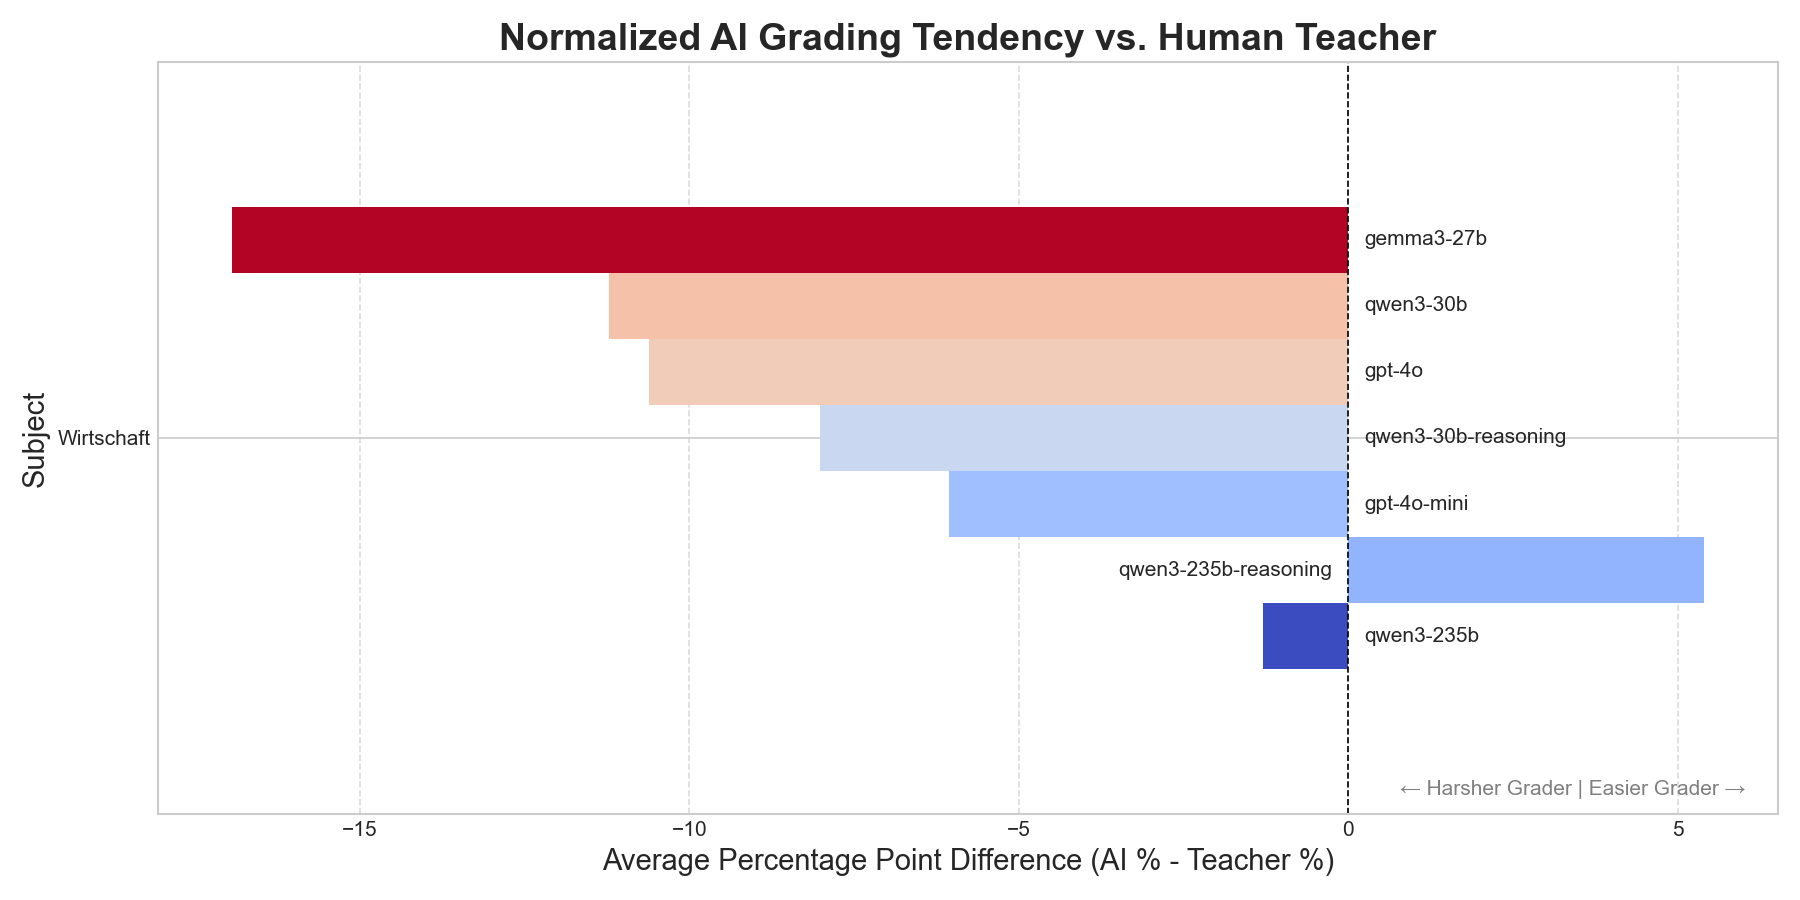 Normalized AI Grading Tendency vs. Human Teacher
gemma3-27b
qwen3-30b
gpt-4o
qwen3-30b-reasoning
gpt-4o-mini
qwen3-235b-reasoning
qwen3-235b
Subject
Wirtschaft
← Harsher Grader | Easier Grader →
−15 −10 −5 0 5
Average Percentage Point Difference (AI % - Teacher %)